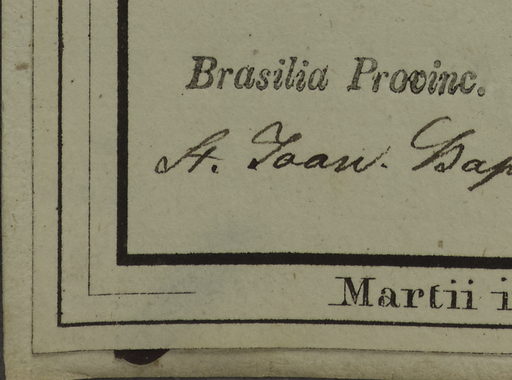 Brasilia Provinc.
St. Joan. Bap
Martii i